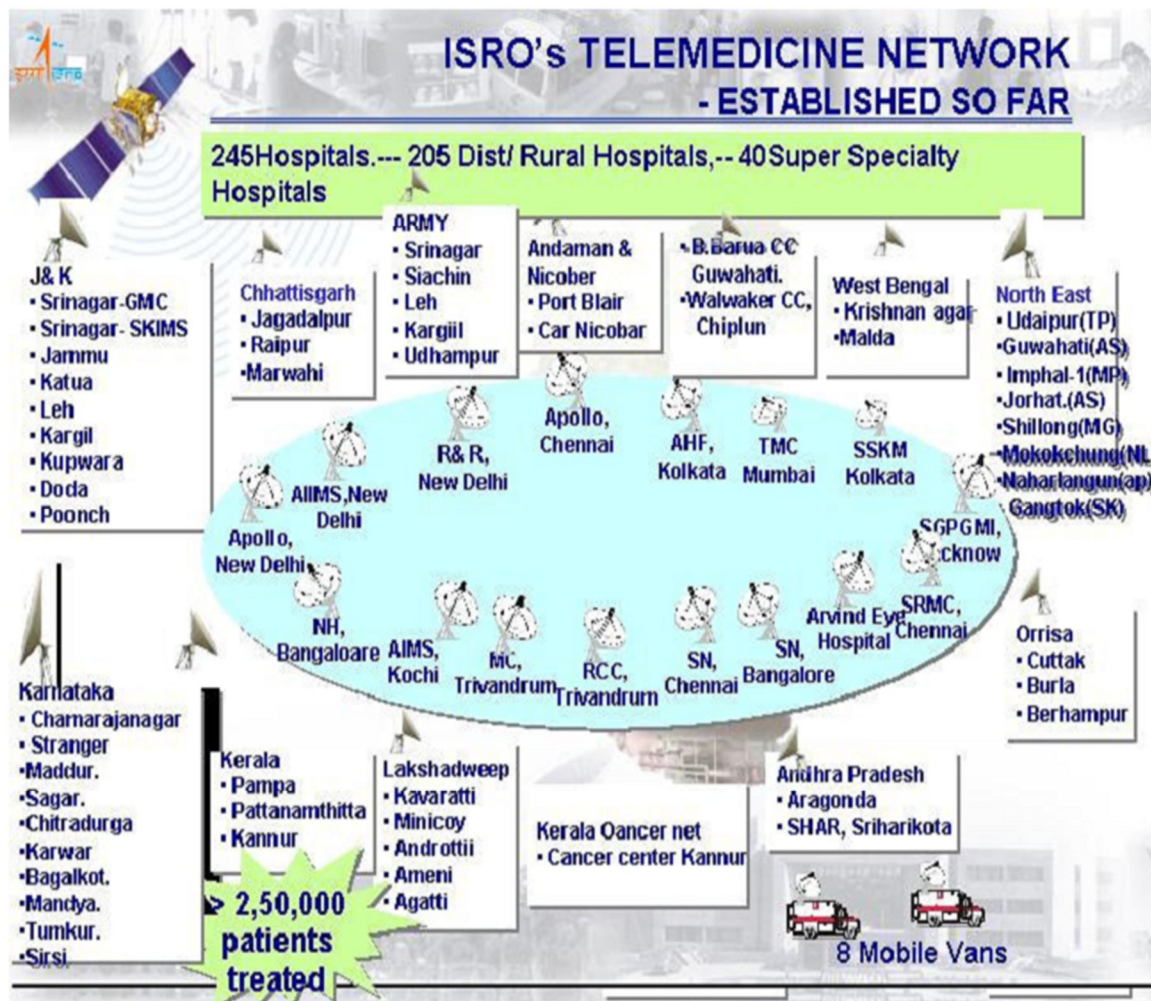 इसरो isro
ISRO's TELEMEDICINE NETWORK
- ESTABLISHED SO FAR
245Hospitals.--- 205 Dist/ Rural Hospitals,-- 40Super Specialty
Hospitals
J& K
▪ Srinagar-GMC
▪ Srinagar- SKIMS
▪ Jammu
▪ Katua
▪ Leh
▪ Kargil
▪ Kupwara
▪ Doda
▪ Poonch
Chhattisgarh
▪ Jagadalpur
▪ Raipur
▪Marwahi
ARMY
▪ Srinagar
▪ Siachin
▪ Leh
▪ Kargiil
▪ Udhampur
Andaman &
Nicober
▪ Port Blair
▪ Car Nicobar
▪ B.Barua CC
Guwahati.
▪Walwaker CC,
Chiplun
West Bengal
▪ Krishnan agar
▪Malda
North East
▪ Udaipur(TP)
▪Guwahati(AS)
▪ Imphal-1(MP)
▪Jorhat.(AS)
▪Shillong(MG)
▪Mokokchung(NL
▪Naharlangun(ap)
Gangtok(SK)
Apollo,
New Delhi
AIIMS,New
Delhi
R& R,
New Delhi
Apollo,
Chennai
AHF,
Kolkata
TMC
Mumbai
SSKM
Kolkata
SGPGMI,
cknow
NH,
Bangaloare
AIMS,
Kochi
MC,
Trivandrum
RCC,
Trivandrum
SN,
Chennai
SN,
Bangalore
Arvind Eye
Hospital
SRMC,
Chennai
Orrisa
▪ Cuttak
▪ Burla
▪ Berhampur
Karnataka
▪ Chamarajanagar
▪ Stranger
▪Maddur.
▪Sagar.
▪Chitradurga
▪Karwar
▪Bagalkot.
▪Mandya.
▪Tumkur.
▪Sirsi
Kerala
▪ Pampa
▪ Pattanamthitta
▪ Kannur
Lakshadweep
▪ Kavaratti
▪ Minicoy
▪ Androttii
▪ Ameni
▪ Agatti
Kerala Oancer net
▪ Cancer center Kannur
Andhra Pradesh
▪ Aragonda
▪ SHAR, Sriharikota
> 2,50,000
patients
treated
8 Mobile Vans